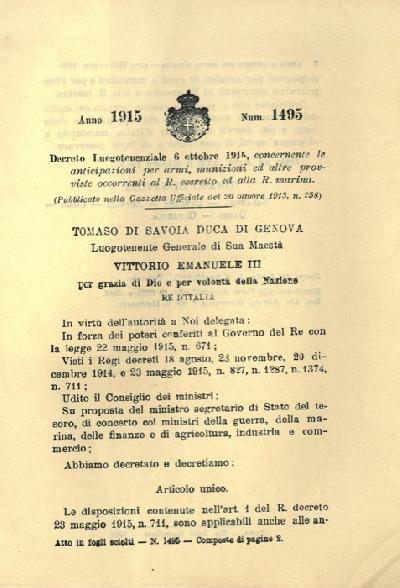 Anno 1915 Num. 1495
Decreto Luogotenenziale 6 ottobre 1915, concernente le
anticipazioni per armi, munizioni ed altre prov-
viste occorrenti al R. esercito ed alla R. marina.
(Pubblicato nella Gazzetta Ufficiale del 20 ottobre 1915, n. 258)
TOMASO DI SAVOIA DUCA DI GENOVA
Luogotenente Generale di Sua Maestà
VITTORIO EMANUELE III
per grazia di Dio e per volontà della Nazione
RE D'ITALIA
In virtù dell'autorità a Noi delegata;
In forza dei poteri conferiti al Governo del Re con
la legge 22 maggio 1915, n. 671;
Visti i Regi decreti 18 agosto, 23 novembre, 20 di-
cembre 1914, e 23 maggio 1915, n. 827, n. 1287, n. 1374,
n. 711;
Udito il Consiglio dei ministri;
Su proposta del ministro segretario di Stato del te-
soro, di concerto coi ministri della guerra, della ma-
rina, delle finanze e di agricoltura, industria e com-
mercio;
Abbiamo decretato e decretiamo:
Articolo unico.
Le disposizioni contenute nell'art. 1 del R. decreto
23 maggio 1915, n. 711, sono applicabili anche alle an-
Atto in fogli sciolti — N. 1495 — Composto di pagine 2.